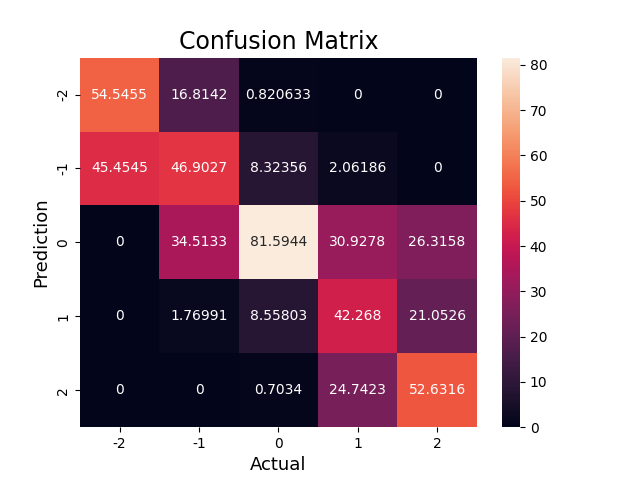 Confusion Matrix
Prediction
-2 54.5455 16.8142 0.820633 0 0
-1 45.4545 46.9027 8.32356 2.06186 0
0 0 34.5133 81.5944 30.9278 26.3158
1 0 1.76991 8.55803 42.268 21.0526
2 0 0 0.7034 24.7423 52.6316
-2 -1 0 1 2
Actual
80
70
60
50
40
30
20
10
0